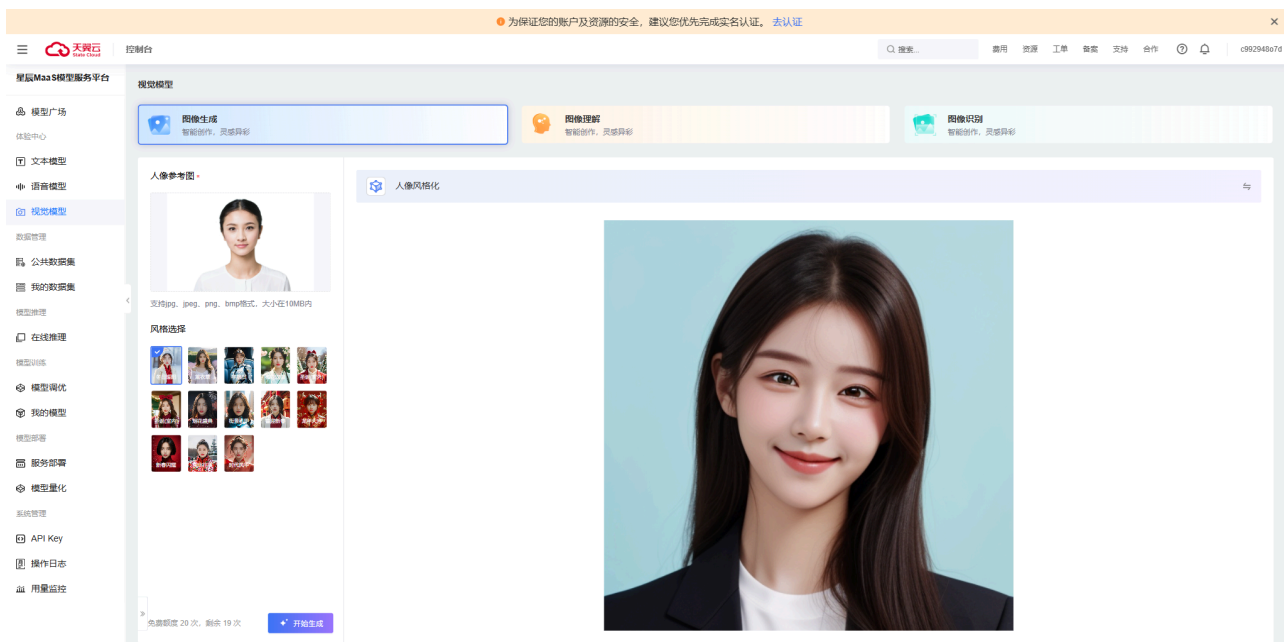 为保证您的账户及资源的安全，建议您优先完成实名认证。 去认证
天翼云
State Cloud
控制台
搜索...
费用 资源 工单 备案 支持 合作
c992948o7d
星辰MaaS模型服务平台
模型广场
体验中心
文本模型
语音模型
视觉模型
数据管理
公共数据集
我的数据集
模型推理
在线推理
模型训练
模型调优
我的模型
模型部署
服务部署
模型量化
系统管理
API Key
操作日志
用量监控
视觉模型
图像生成
智能创作，灵感异彩
图像理解
智能创作，灵感异彩
图像识别
智能创作，灵感异彩
人像参考图
支持jpg、jpeg、png、bmp格式，大小在10MB内
风格选择
免费额度 20 次，剩余 19 次
开始生成
人像风格化